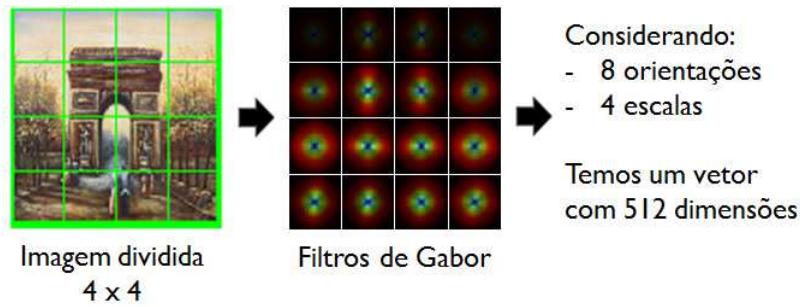 Imagem dividida
4 x 4
Filtros de Gabor
Considerando:
- 8 orientações
- 4 escalas
Temos um vetor
com 512 dimensões